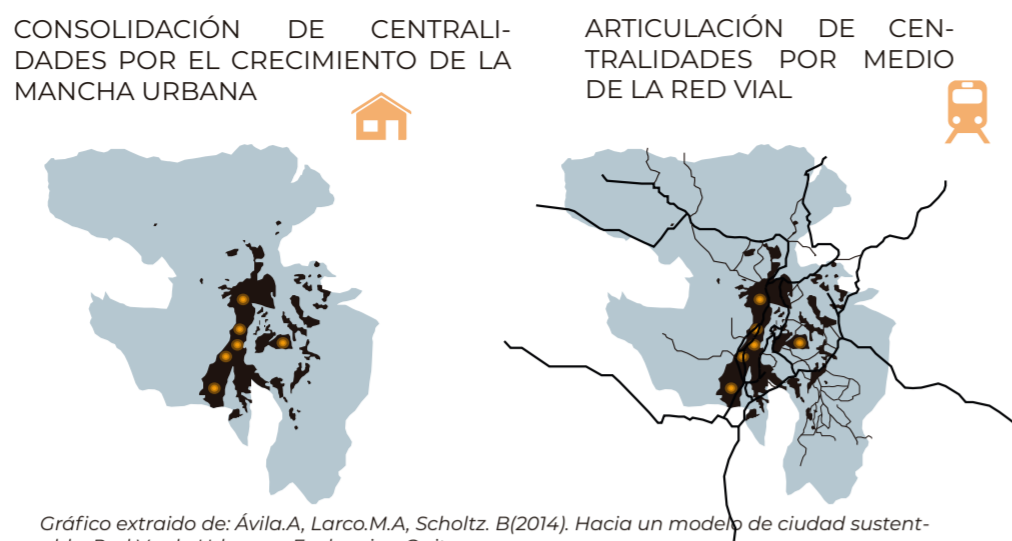 CONSOLIDACIÓN DE CENTRALI-
DADES POR EL CRECIMIENTO DE LA
MANCHA URBANA
ARTICULACIÓN DE CEN-
TRALIDADES POR MEDIO
DE LA RED VIAL
Gráfico extraido de: Ávila.A, Larco.M.A, Scholtz. B(2014). Hacia un modelo de ciudad sustent-